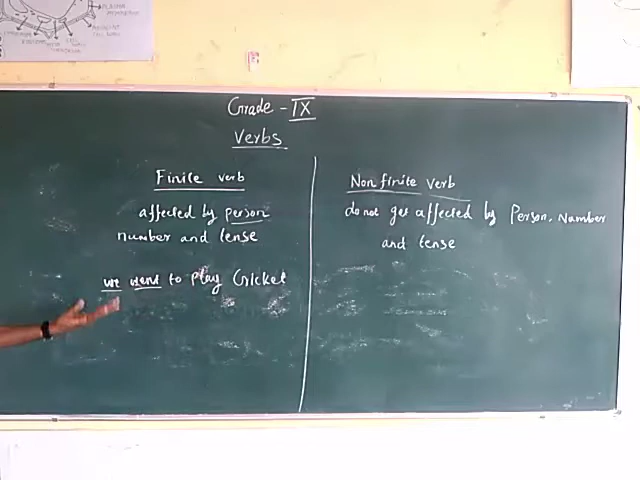 Grade - IX
Verbs
Finite verb
affected by person
number and tense
we went to play Cricket
Non finite verb
do not get affected by Person, Number
and tense